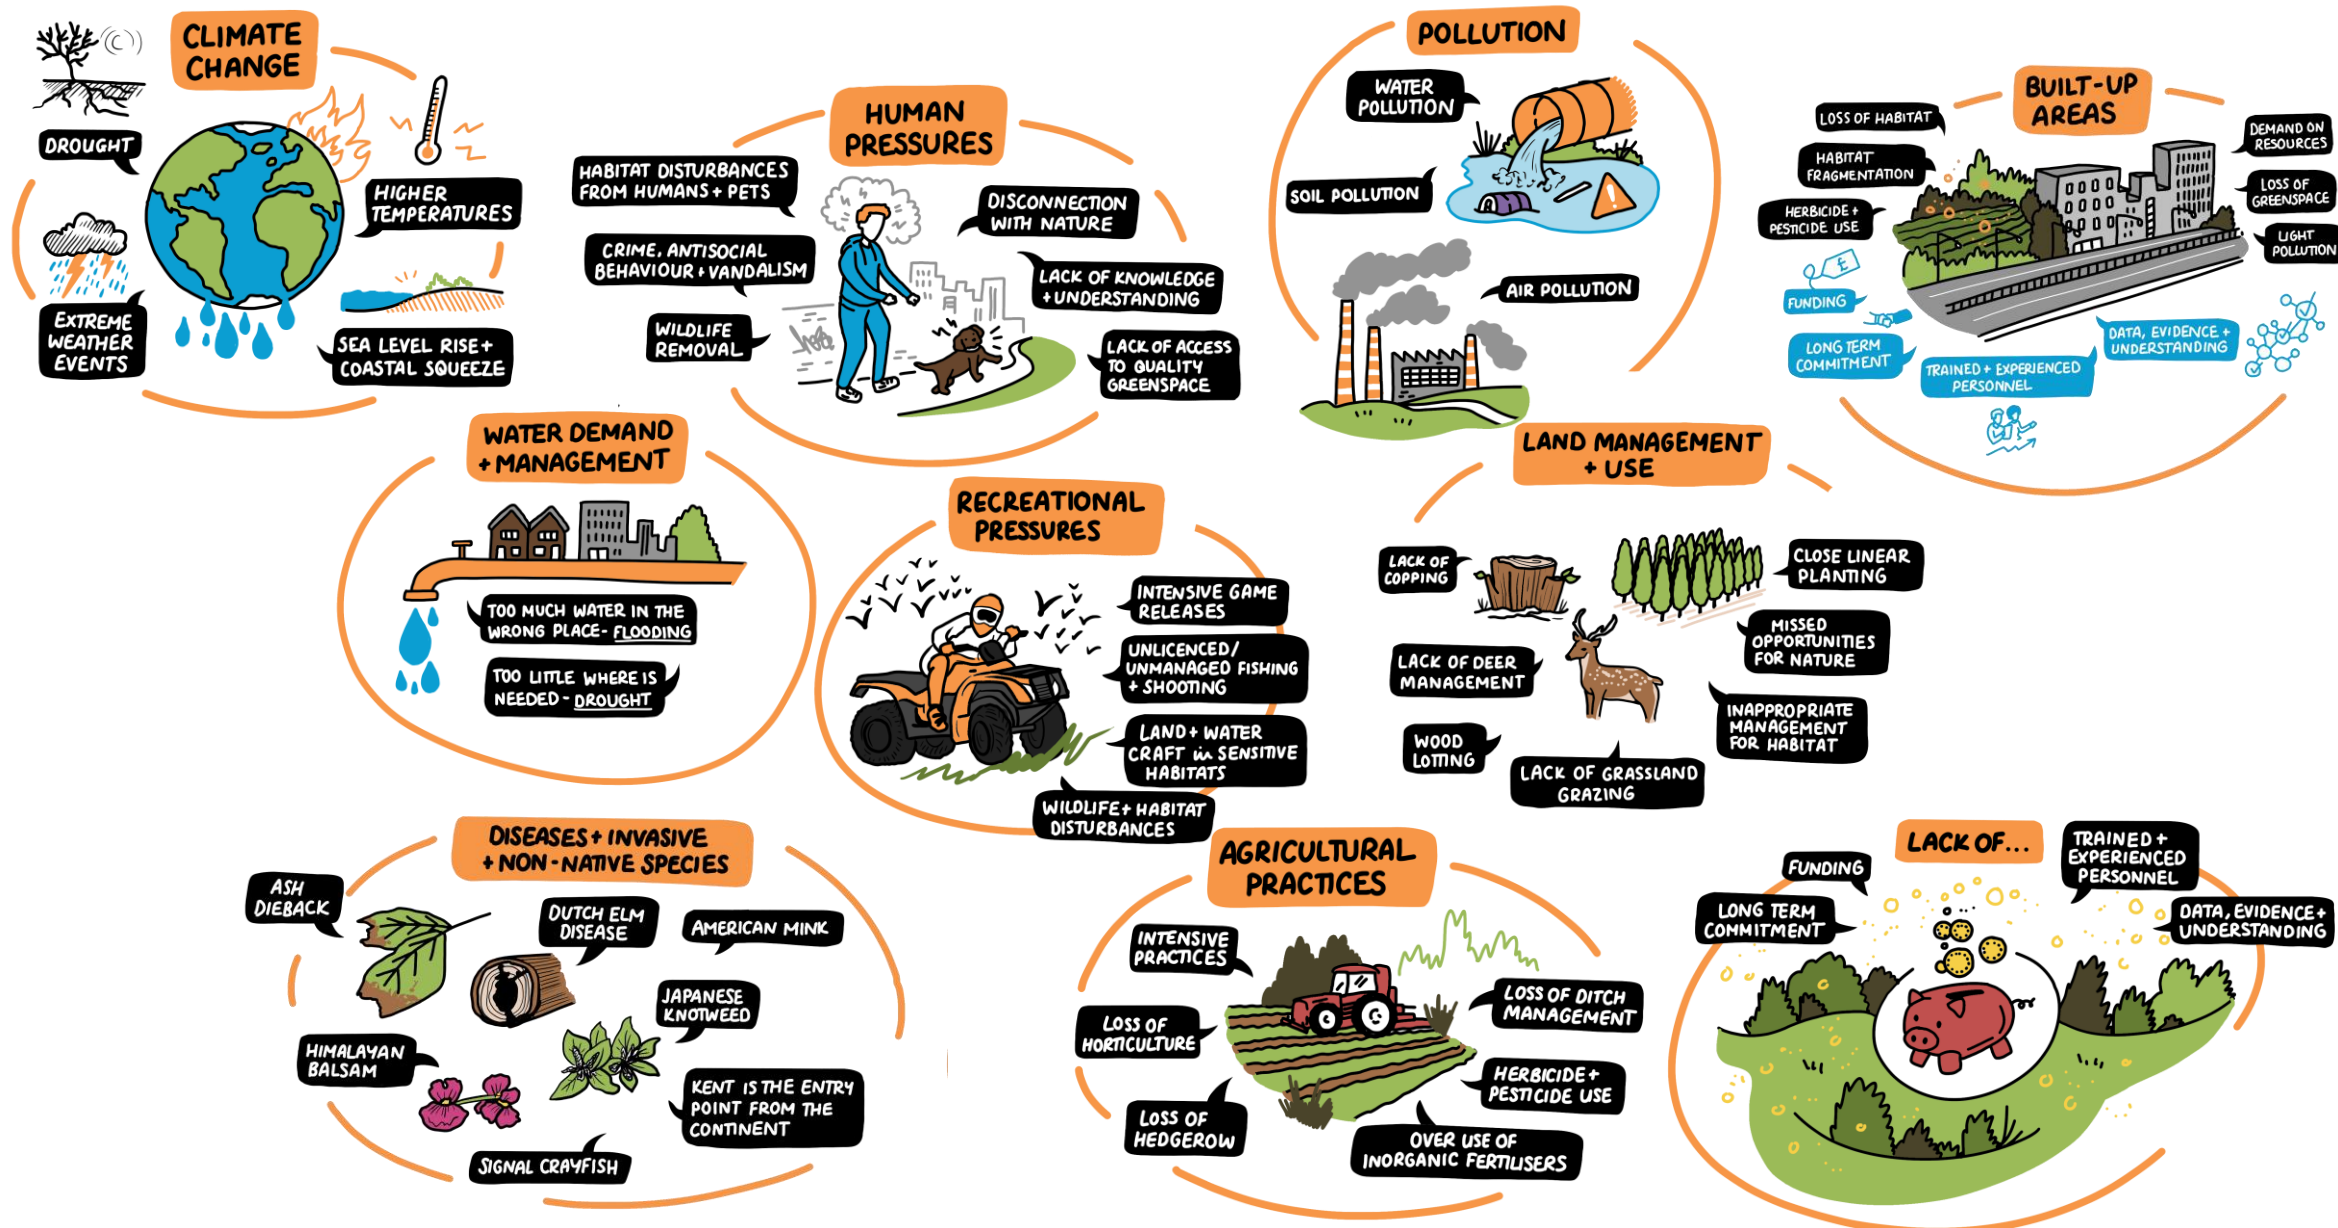 CLIMATE
CHANGE
DROUGHT
HIGHER
TEMPERATURES
EXTREME
WEATHER
EVENTS
SEA LEVEL RISE+
COASTAL SQUEEZE
HUMAN
PRESSURES
HABITAT DISTURBANCES
FROM HUMANS + PETS
DISCONNECTION
WITH NATURE
CRIME, ANTISOCIAL
BEHAVIOUR + VANDALISM
LACK OF KNOWLEDGE
+ UNDERSTANDING
WILDLIFE
REMOVAL
LACK OF ACCESS
TO QUALITY
GREENSPACE
POLLUTION
WATER
POLLUTION
SOIL POLLUTION
AIR POLLUTION
BUILT-UP
AREAS
LOSS OF HABITAT
DEMAND ON
RESOURCES
HABITAT
FRAGMENTATION
LOSS OF
GREENSPACE
HERBICIDE +
PESTICIDE USE
LIGHT
POLLUTION
£
FUNDING
LONG TERM
COMMITMENT
TRAINED + EXPERIENCED
PERSONNEL
DATA, EVIDENCE +
UNDERSTANDING
WATER DEMAND
+ MANAGEMENT
TOO MUCH WATER IN THE
WRONG PLACE- FLOODING
TOO LITTLE WHERE IS
NEEDED - DROUGHT
RECREATIONAL
PRESSURES
INTENSIVE GAME
RELEASES
UNLICENCED/
UNMANAGED FISHING
+ SHOOTING
LAND + WATER
CRAFT in SENSITIVE
HABITATS
WILDLIFE + HABITAT
DISTURBANCES
LAND MANAGEMENT
+ USE
LACK OF
COPPING
CLOSE LINEAR
PLANTING
MISSED
OPPORTUNITIES
FOR NATURE
LACK OF DEER
MANAGEMENT
INAPPROPRIATE
MANAGEMENT
FOR HABITAT
WOOD
LOTTING
LACK OF GRASSLAND
GRAZING
DISEASES + INVASIVE
+ NON-NATIVE SPECIES
ASH
DIEBACK
DUTCH ELM
DISEASE
AMERICAN MINK
JAPANESE
KNOTWEED
HIMALAYAN
BALSAM
KENT IS THE ENTRY
POINT FROM THE
CONTINENT
SIGNAL CRAYFISH
AGRICULTURAL
PRACTICES
INTENSIVE
PRACTICES
LOSS OF DITCH
MANAGEMENT
LOSS OF
HORTICULTURE
HERBICIDE +
PESTICIDE USE
LOSS OF
HEDGEROW
OVER USE OF
INORGANIC FERTILISERS
LACK OF...
FUNDING
TRAINED +
EXPERIENCED
PERSONNEL
LONG TERM
COMMITMENT
DATA, EVIDENCE +
UNDERSTANDING